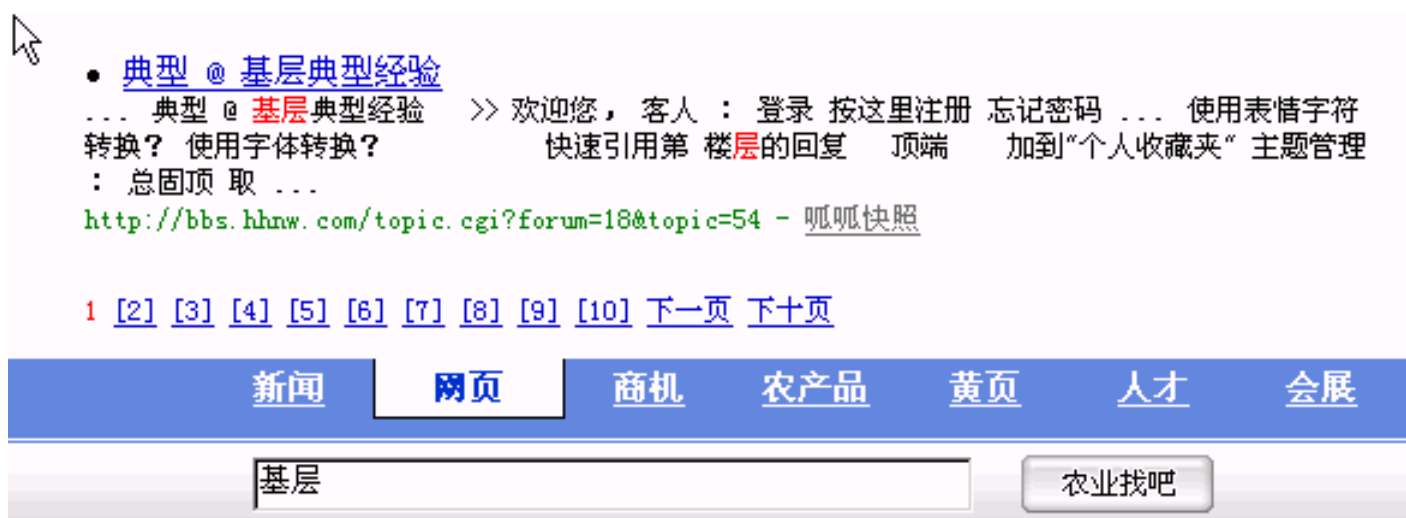 • 典型 @ 基层典型经验
... 典型 @ 基层典型经验 >> 欢迎您， 客人 ： 登录 按这里注册 忘记密码 ... 使用表情字符
转换？ 使用字体转换？ 快速引用第 楼层的回复 顶端 加到“个人收藏夹” 主题管理
： 总固顶 取 ...
http://bbs.hhnw.com/topic.cgi?forum=18&topic=54 - 呱呱快照
1 [2] [3] [4] [5] [6] [7] [8] [9] [10] 下一页 下十页
新闻 网页 商机 农产品 黄页 人才 会展
基层 农业找吧